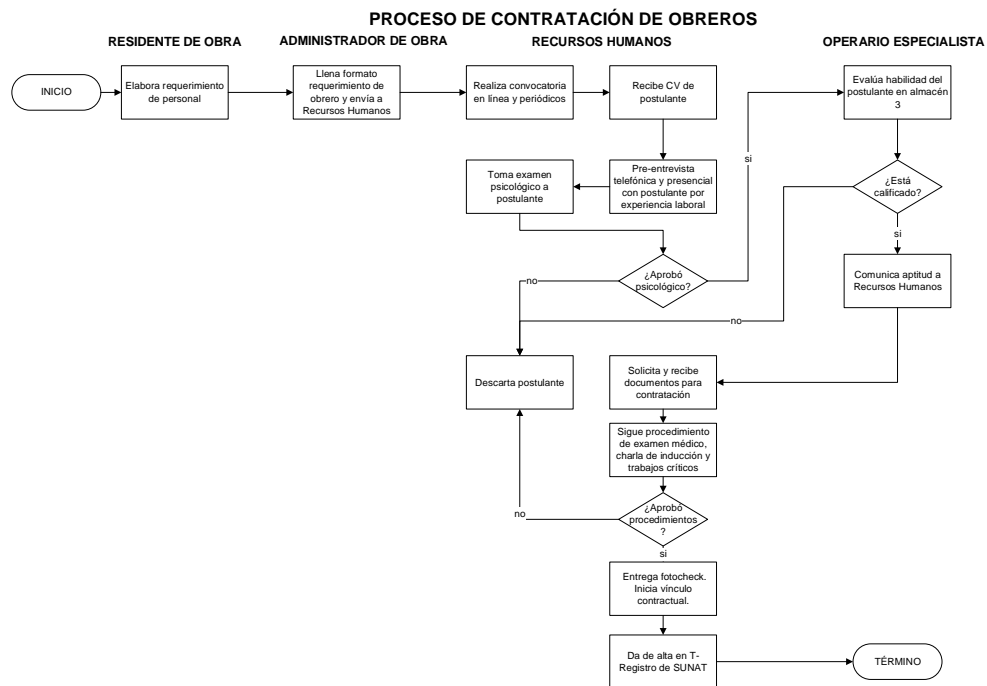 PROCESO DE CONTRATACIÓN DE OBREROS
RESIDENTE DE OBRA
ADMINISTRADOR DE OBRA
RECURSOS HUMANOS
OPERARIO ESPECIALISTA
INICIO
Elabora requerimiento
de personal
Llena formato
requerimiento de
obrero y envía a
Recursos Humanos
Realiza convocatoria
en línea y periódicos
Recibe CV de
postulante
Evalúa habilidad del
postulante en almacén
3
Toma examen
psicológico a
postulante
Pre-entrevista
telefónica y presencial
con postulante por
experiencia laboral
si
¿Está
calificado?
si
¿Aprobó
psicológico?
no
Comunica aptitud a
Recursos Humanos
no
Descarta postulante
Solicita y recibe
documentos para
contratación
Sigue procedimiento
de examen médico,
charla de inducción y
trabajos críticos
no
¿Aprobó
procedimientos
?
si
Entrega fotocheck.
Inicia vínculo
contractual.
Da de alta en T-
Registro de SUNAT
TÉRMINO